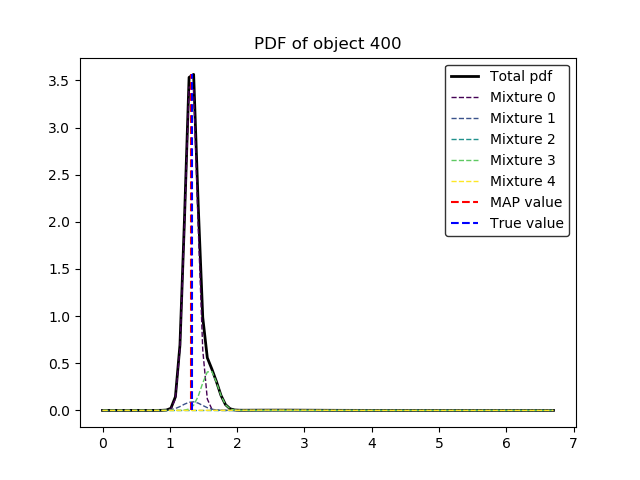 PDF of object 400
3.5
3.0
2.5
2.0
1.5
1.0
0.5
0.0
Total pdf
Mixture 0
Mixture 1
Mixture 2
Mixture 3
Mixture 4
MAP value
True value
0 1 2 3 4 5 6 7